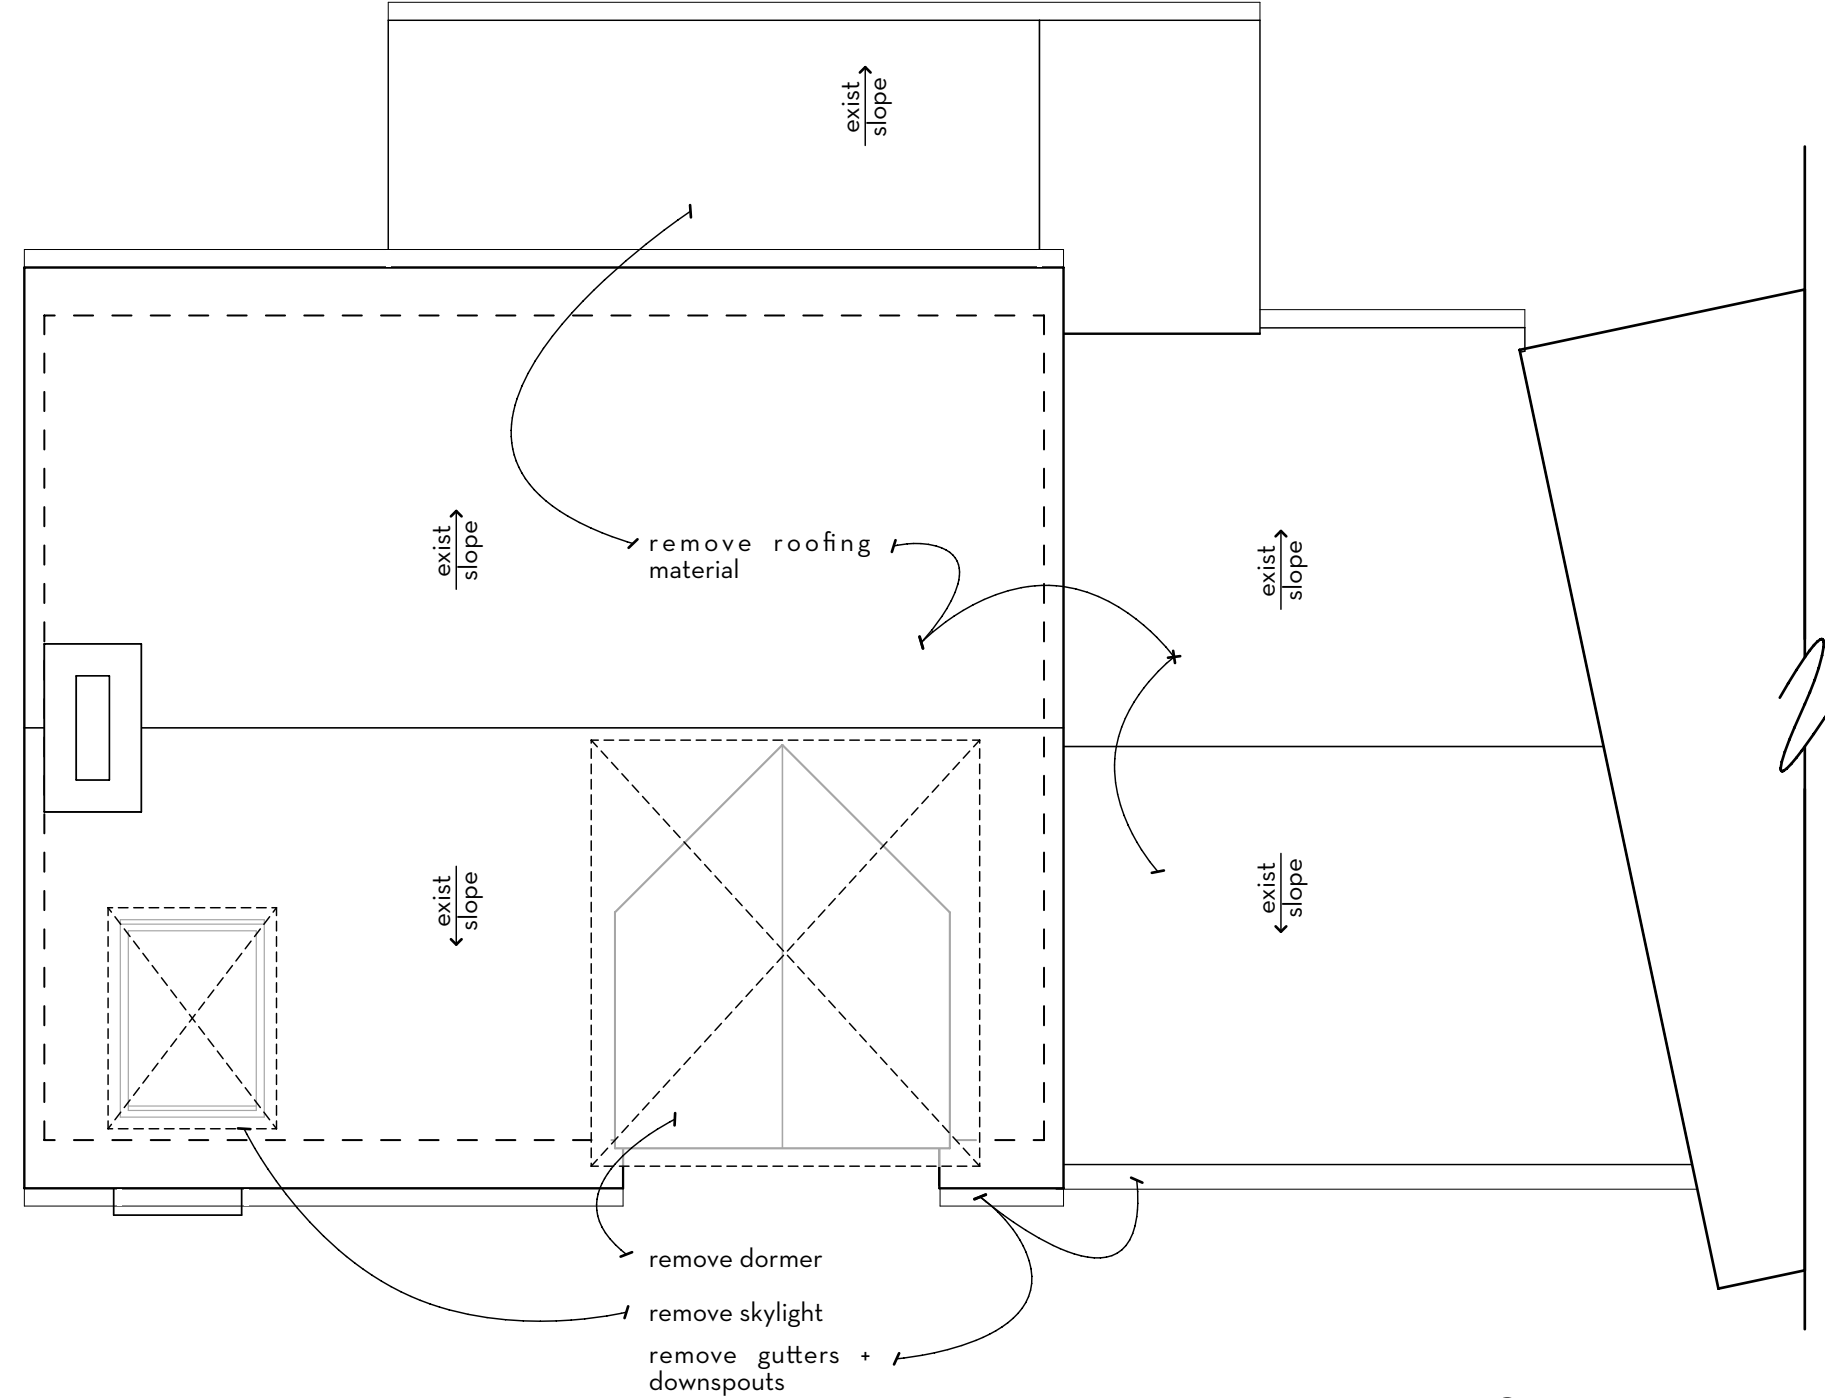 exist
slope
exist
slope
remove roofing
material
exist
slope
exist
slope
exist
slope
remove dormer
remove skylight
remove gutters +
downspouts